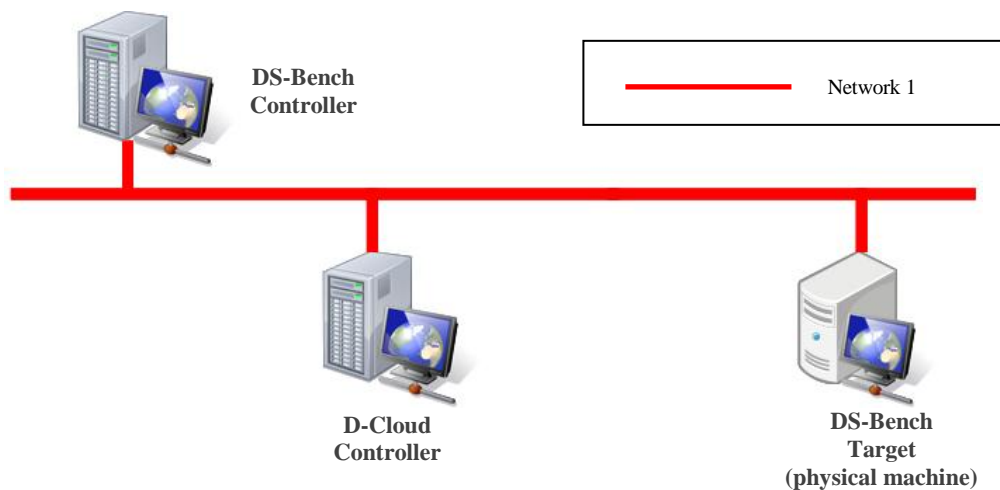 DS-Bench
Controller
Network 1
D-Cloud
Controller
DS-Bench
Target
(physical machine)